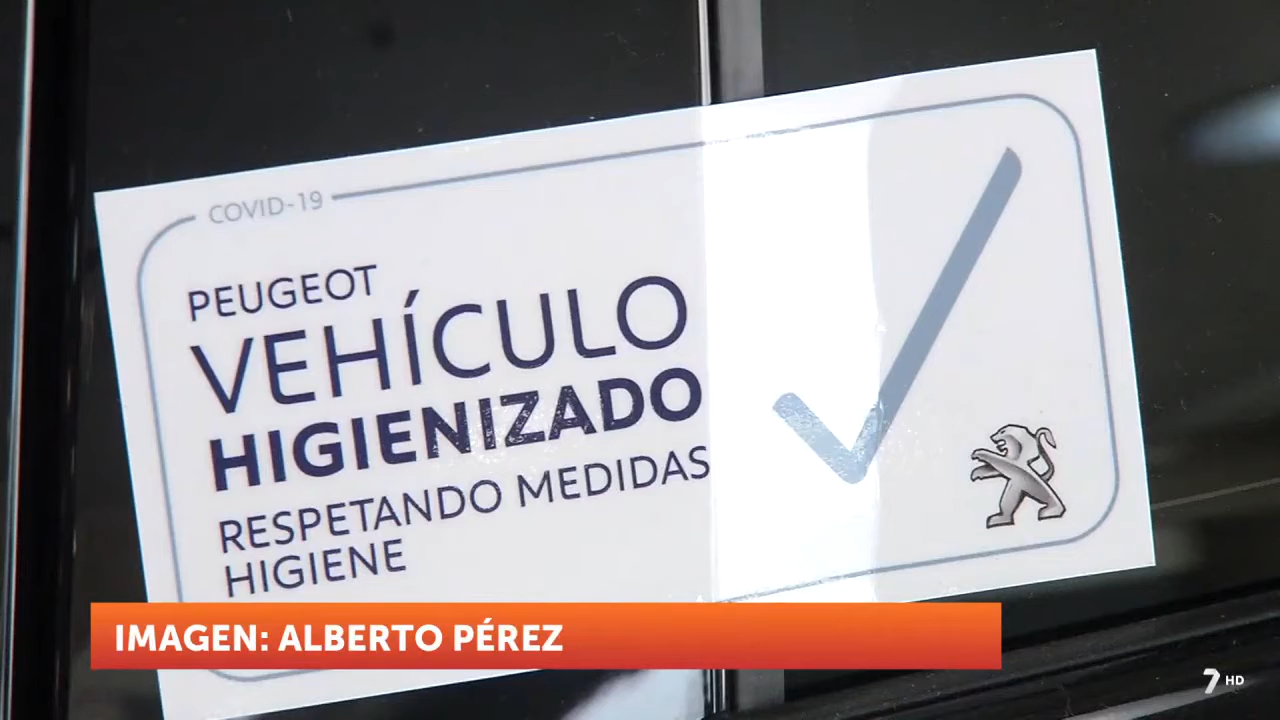 COVID-19
PEUGEOT
VEHÍCULO
HIGIENIZADO
RESPETANDO MEDIDAS
HIGIENE
IMAGEN: ALBERTO PÉREZ
7 HD